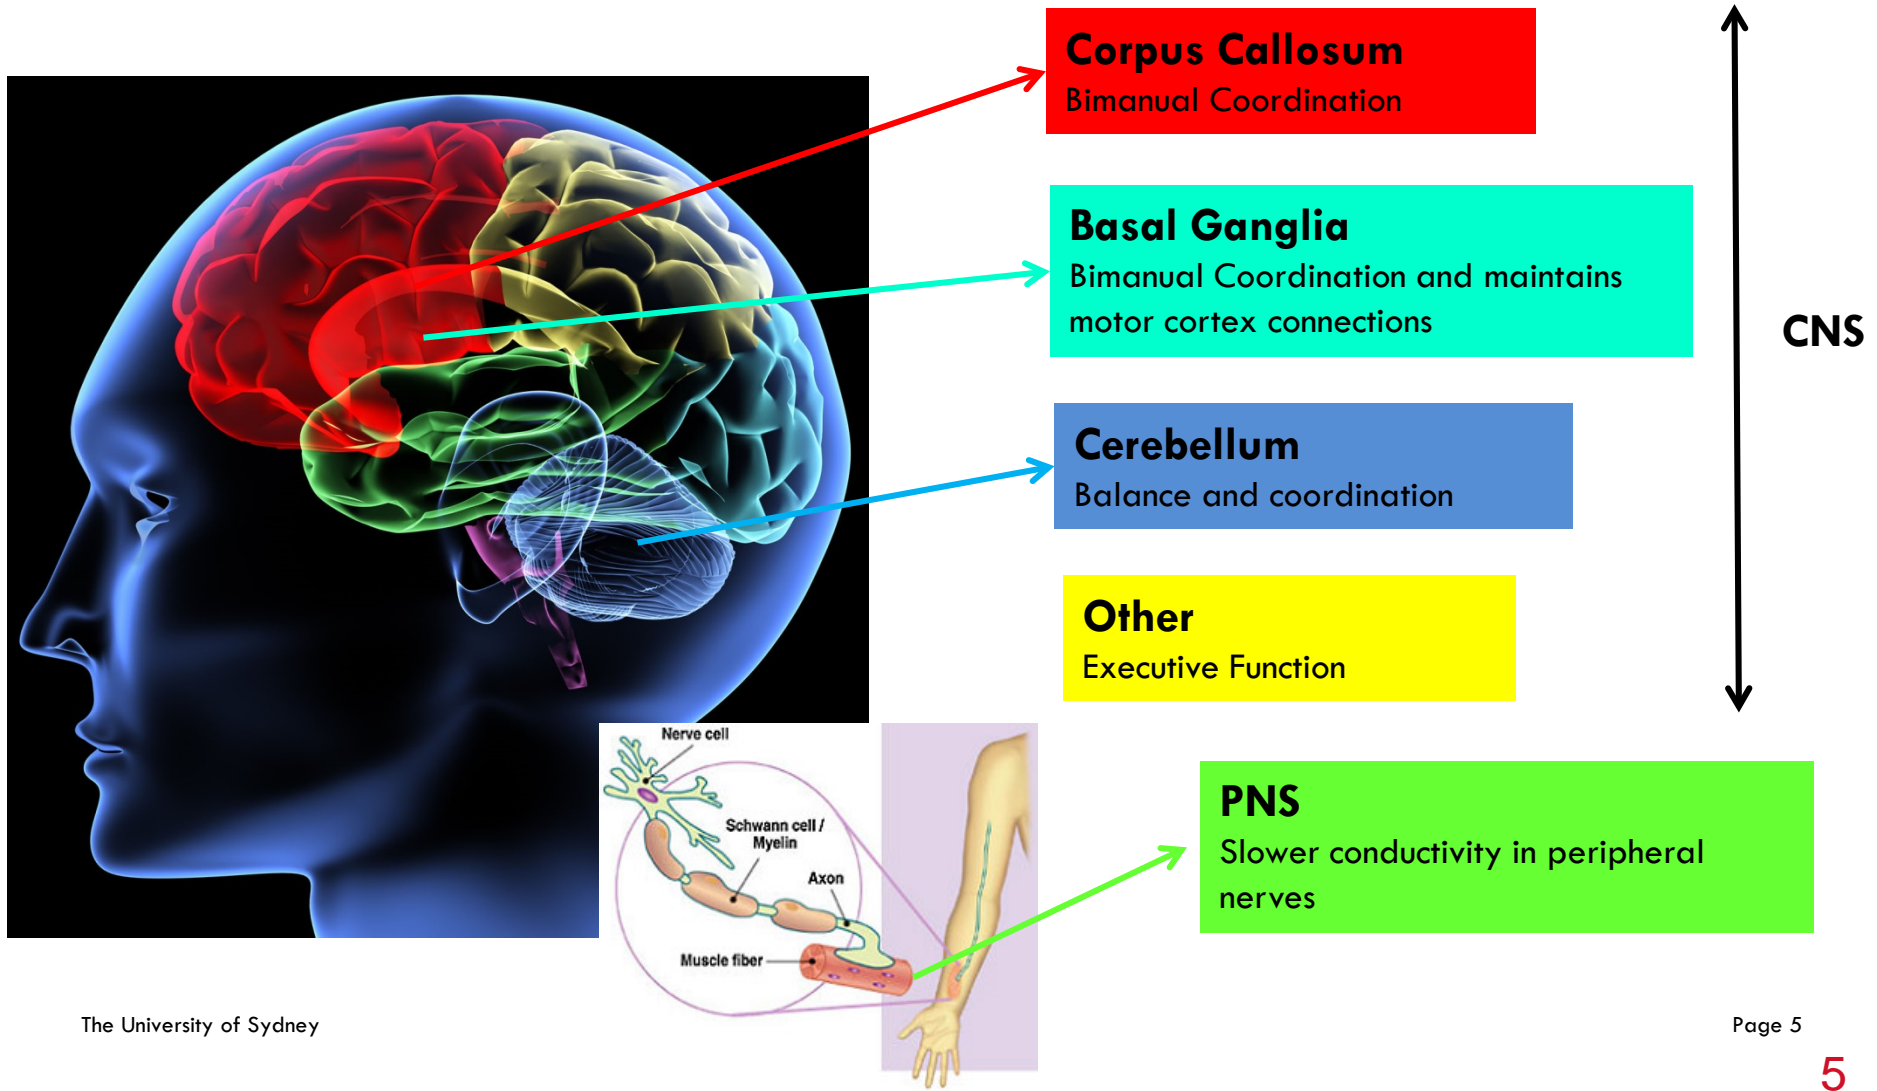 Corpus Callosum
Bimanual Coordination
Basal Ganglia
Bimanual Coordination and maintains
motor cortex connections
CNS
Cerebellum
Balance and coordination
Other
Executive Function
Nerve cell
Schwann cell /
Myelin
Axon
Muscle fiber
PNS
Slower conductivity in peripheral
nerves
The University of Sydney
Page 5
5